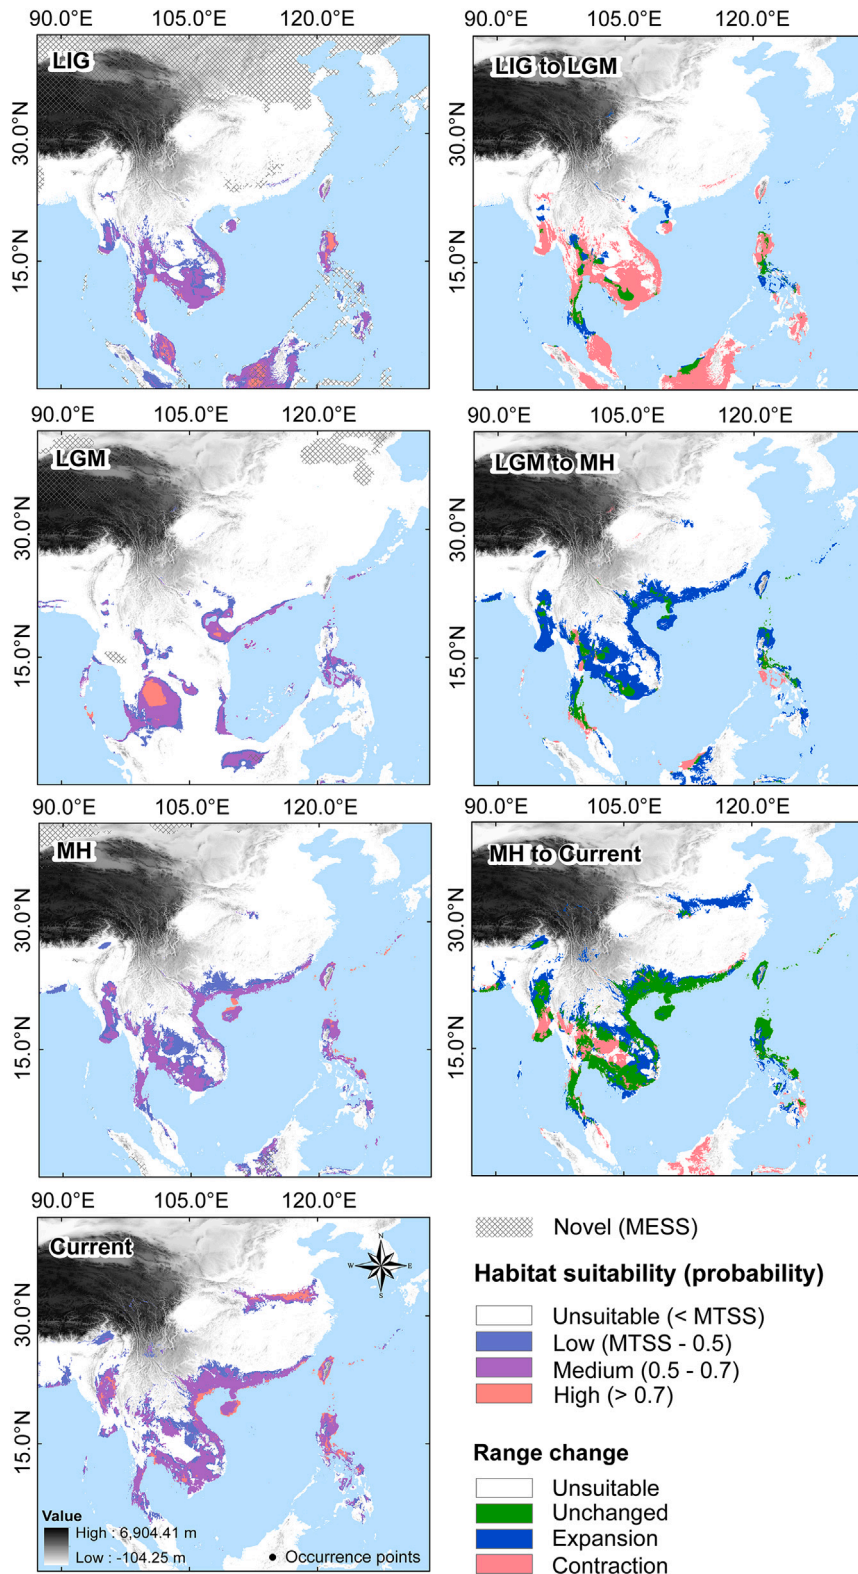 90.0°E 105.0°E 120.0°E
90.0°E 105.0°E 120.0°E
LIG
LIG to LGM
30.0°N
30.0°N
15.0°N
15.0°N
90.0°E 105.0°E 120.0°E
90.0°E 105.0°E 120.0°E
LGM
LGM to MH
30.0°N
30.0°N
15.0°N
15.0°N
90.0°E 105.0°E 120.0°E
90.0°E 105.0°E 120.0°E
MH
MH to Current
30.0°N
30.0°N
15.0°N
15.0°N
90.0°E 105.0°E 120.0°E
Current
N
W E
S
30.0°N
15.0°N
Value
High : 6,904.41 m
Low : -104.25 m
Occurrence points
Novel (MESS)
Habitat suitability (probability)
Unsuitable (< MTSS)
Low (MTSS - 0.5)
Medium (0.5 - 0.7)
High (> 0.7)
Range change
Unsuitable
Unchanged
Expansion
Contraction